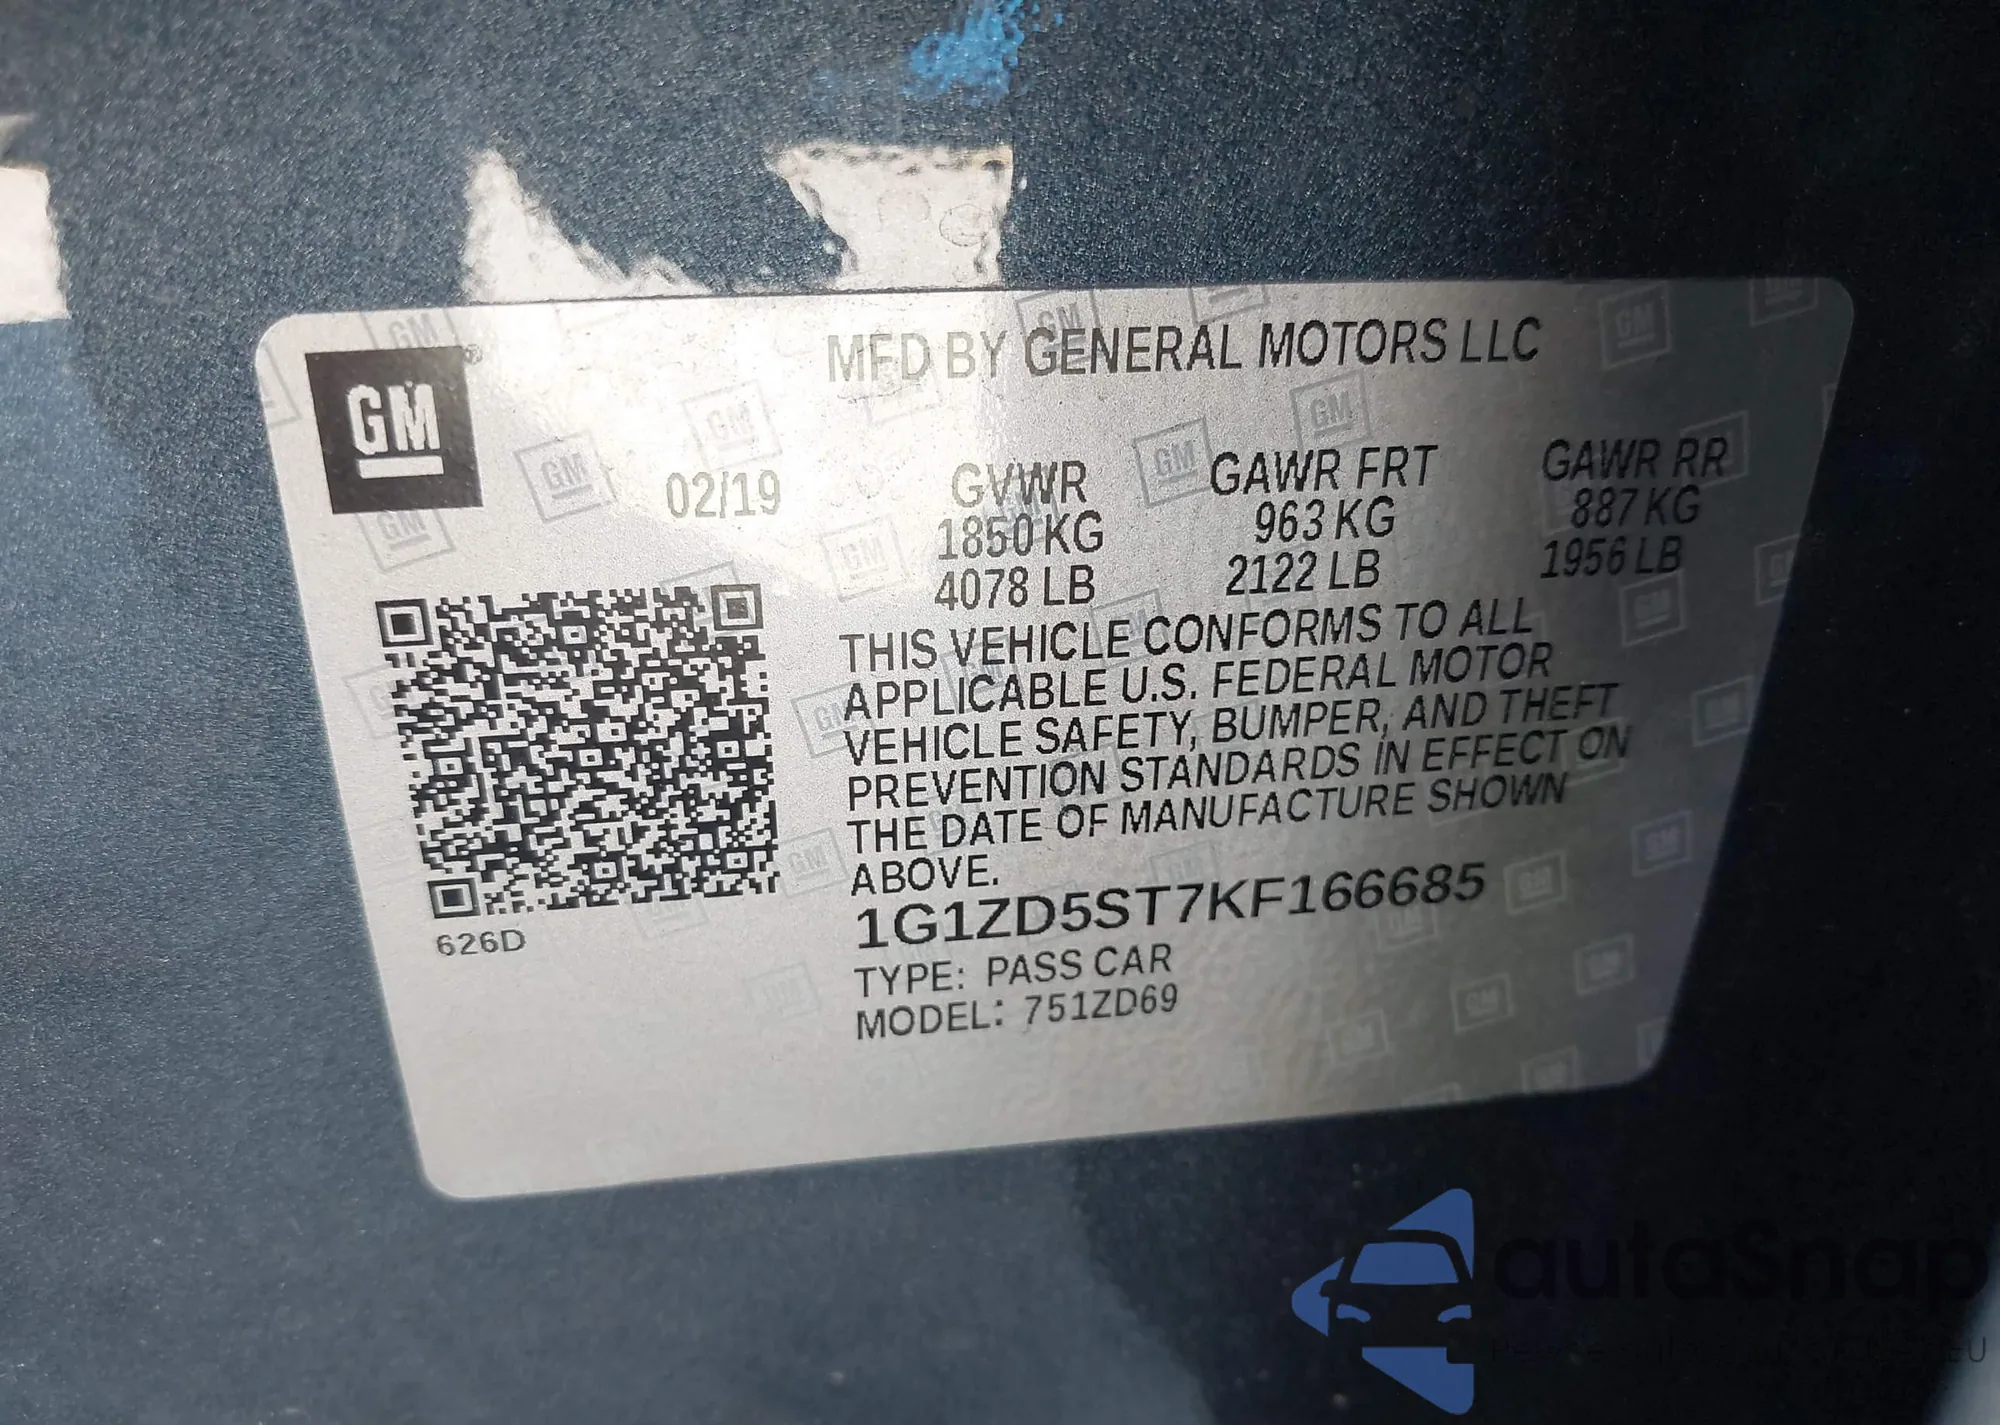 GM
MFD BY GENERAL MOTORS LLC
02/19
GVWR GAWR FRT GAWR RR
1850 KG 963 KG 887 KG
4078 LB 2122 LB 1956 LB
THIS VEHICLE CONFORMS TO ALL
APPLICABLE U.S. FEDERAL MOTOR
VEHICLE SAFETY, BUMPER, AND THEFT
PREVENTION STANDARDS IN EFFECT ON
THE DATE OF MANUFACTURE SHOWN
ABOVE.
1G1ZD5ST7KF166685
TYPE: PASS CAR
MODEL: 751ZD69
626D
autosnap